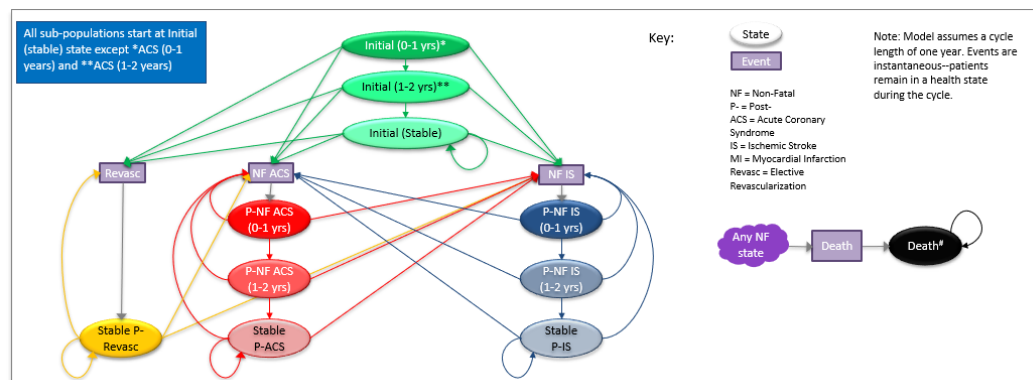 All sub-populations start at Initial
(stable) state except *ACS (0-1
years) and **ACS (1-2 years)
Initial (0-1 yrs)*
Initial (1-2 yrs)**
Initial (Stable)
Revasc
NF ACS
NF IS
P-NF ACS
(0-1 yrs)
P-NF IS
(0-1 yrs)
P-NF ACS
(1-2 yrs)
P-NF IS
(1-2 yrs)
Stable P-
Revasc
Stable
P-ACS
Stable
P-IS
Key:
State
Event
NF = Non-Fatal
P- = Post-
ACS = Acute Coronary
Syndrome
IS = Ischemic Stroke
MI = Myocardial Infarction
Revasc = Elective
Revascularization
Note: Model assumes a cycle
length of one year. Events are
instantaneous--patients
remain in a health state
during the cycle.
Any NF
state
Death
Death#